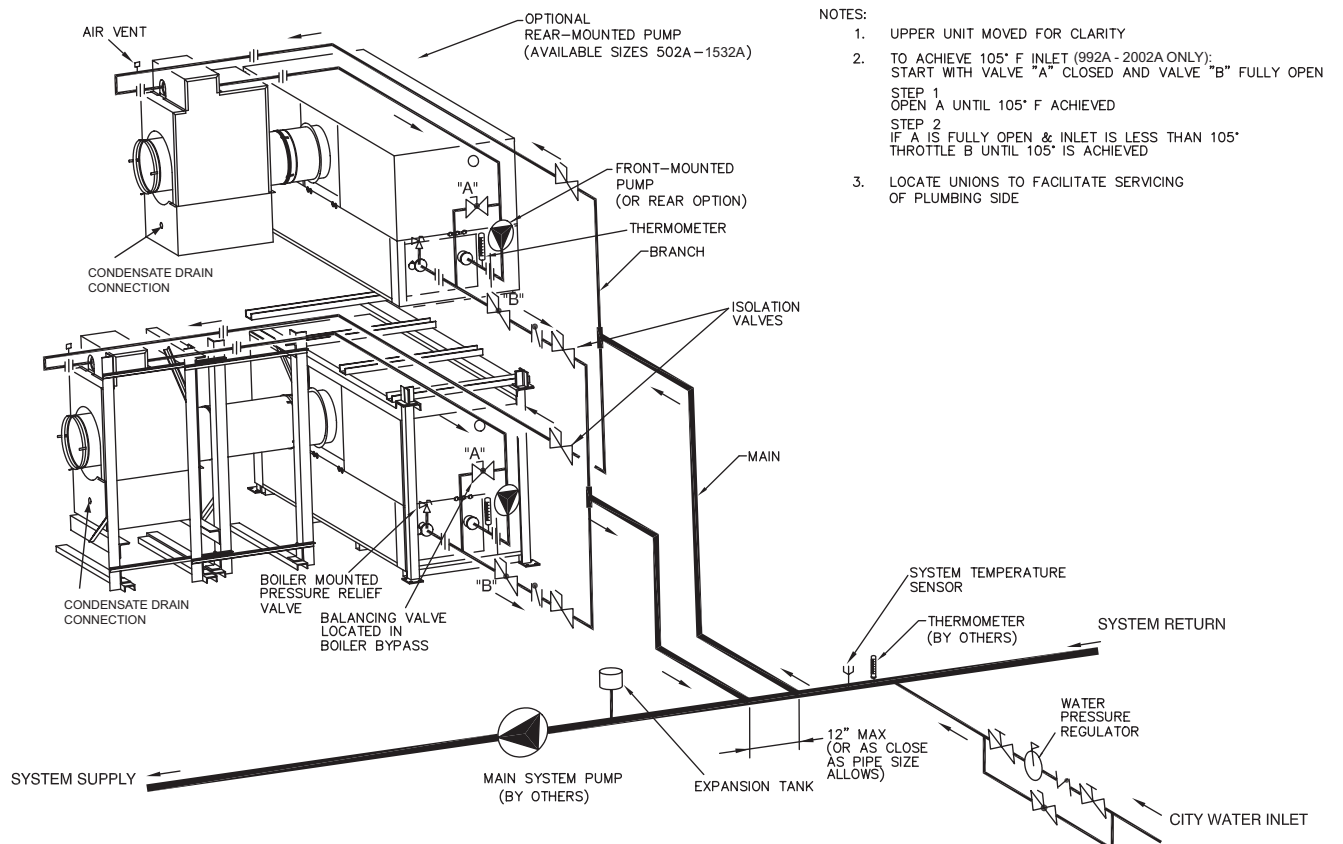 NOTES:
1. UPPER UNIT MOVED FOR CLARITY
2. TO ACHIEVE 105° F INLET (992A - 2002A ONLY):
START WITH VALVE "A" CLOSED AND VALVE "B" FULLY OPEN
STEP 1
OPEN A UNTIL 105° F ACHIEVED
STEP 2
IF A IS FULLY OPEN & INLET IS LESS THAN 105°
THROTTLE B UNTIL 105° IS ACHIEVED
3. LOCATE UNIONS TO FACILITATE SERVICING
OF PLUMBING SIDE
AIR VENT
OPTIONAL
REAR-MOUNTED PUMP
(AVAILABLE SIZES 502A-1532A)
FRONT-MOUNTED
PUMP
(OR REAR OPTION)
"A"
THERMOMETER
BRANCH
CONDENSATE DRAIN
CONNECTION
"B"
ISOLATION
VALVES
"A"
MAIN
BOILER MOUNTED
PRESSURE RELIEF
VALVE
"B"
BALANCING VALVE
LOCATED IN
BOILER BYPASS
CONDENSATE DRAIN
CONNECTION
SYSTEM TEMPERATURE
SENSOR
THERMOMETER
(BY OTHERS)
SYSTEM RETURN
WATER
PRESSURE
REGULATOR
12" MAX
(OR AS CLOSE
AS PIPE SIZE
ALLOWS)
EXPANSION TANK
MAIN SYSTEM PUMP
(BY OTHERS)
SYSTEM SUPPLY
CITY WATER INLET